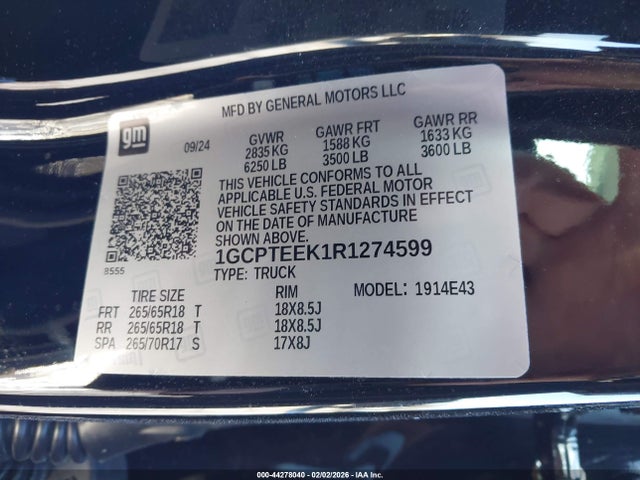 MFD BY GENERAL MOTORS LLC
gm
09/24
GVWR GAWR FRT GAWR RR
2835 KG 1588 KG 1633 KG
6250 LB 3500 LB 3600 LB
THIS VEHICLE CONFORMS TO ALL
APPLICABLE U.S. FEDERAL MOTOR
VEHICLE SAFETY STANDARDS IN EFFECT
ON THE DATE OF MANUFACTURE
SHOWN ABOVE.
1GCPTEEK1R1274599
8555
TYPE: TRUCK
TIRE SIZE RIM MODEL: 1914E43
FRT 265/65R18 T 18X8.5J
RR 265/65R18 T 18X8.5J
SPA 265/70R17 S 17X8J
000-44278040 - 02/02/2026 - IAA Inc.